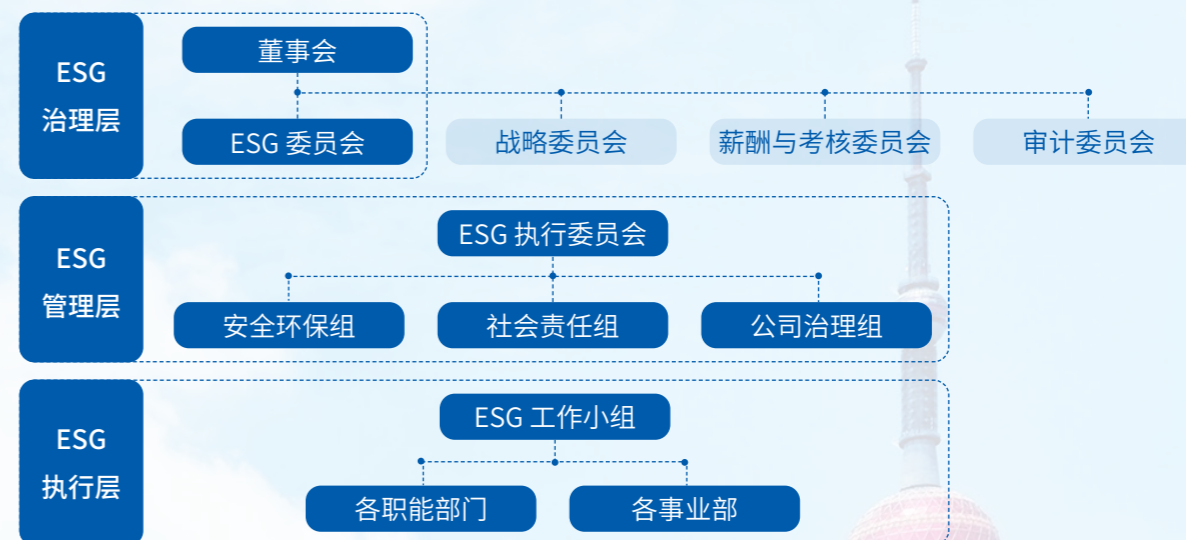 ESG
治理层
董事会
ESG 委员会
战略委员会
薪酬与考核委员会
审计委员会
ESG
管理层
ESG 执行委员会
安全环保组
社会责任组
公司治理组
ESG
执行层
ESG 工作小组
各职能部门
各事业部